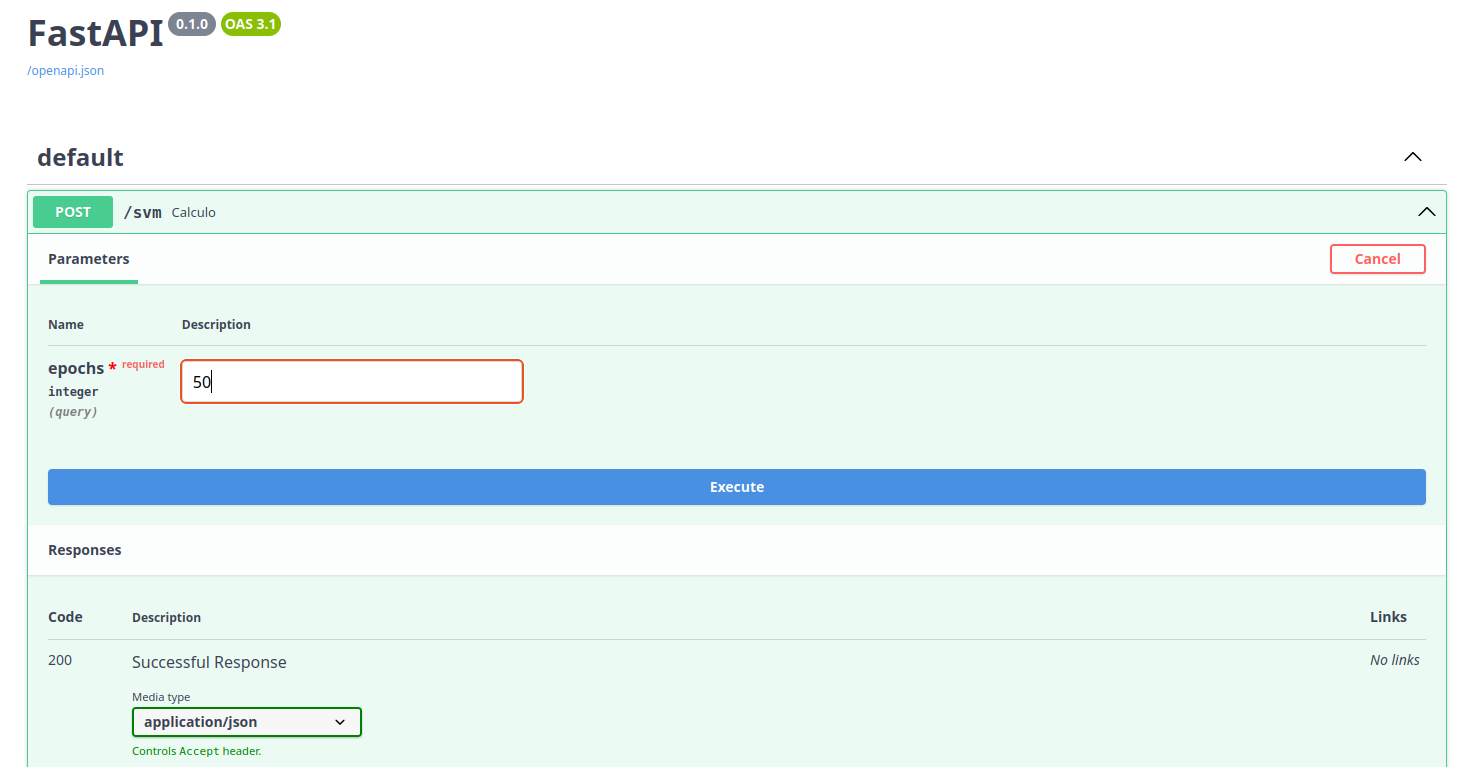 FastAPI 0.1.0 OAS 3.1
/openapi.json
default
POST /svm Calculo
Parameters Cancel
Name Description
epochs * required
integer
(query)
50
Execute
Responses
Code Description Links
200 Successful Response No links
Media type
application/json
Controls Accept header.